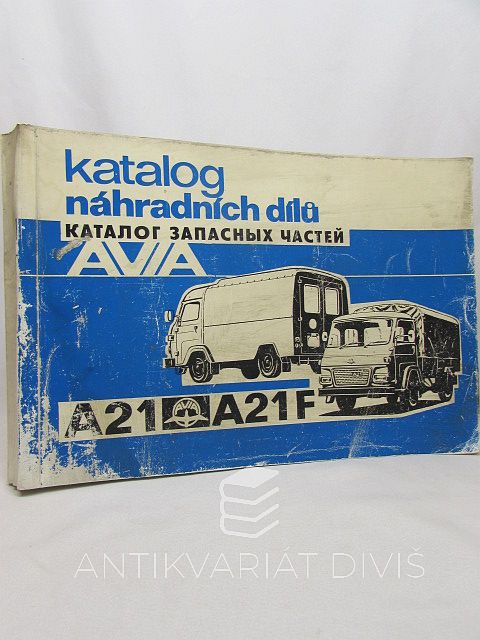 katalog
náhradních dílů
КАТАЛОГ ЗАПАСНЫХ ЧАСТЕЙ
AVIA
A21 A21F
ANTIKVARIÁT DIVIŠ